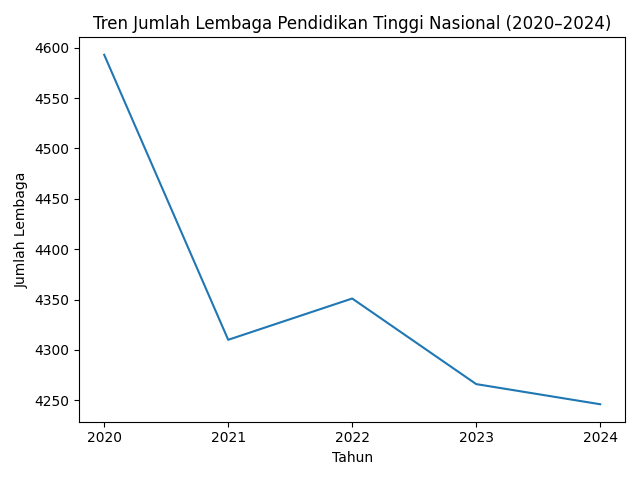 Tren Jumlah Lembaga Pendidikan Tinggi Nasional (2020–2024)
4600
4550
4500
4450
4400
4350
4300
4250
Jumlah Lembaga
2020 2021 2022 2023 2024
Tahun